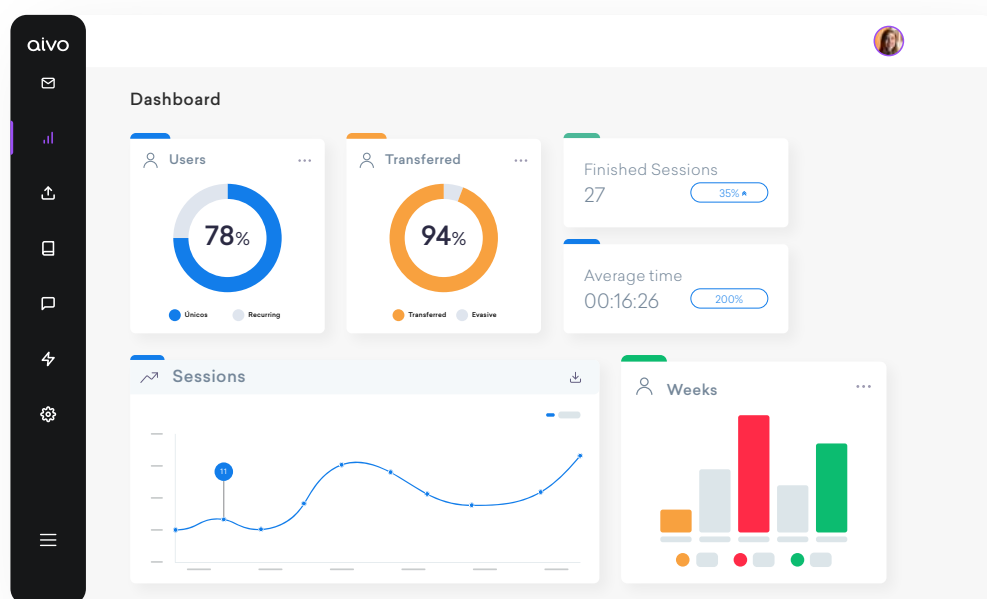 aivo
Dashboard
Users
78%
Únicos
Recurring
Transferred
94%
Transferred
Evasive
Finished Sessions
27
35%
Average time
00:16:26
200%
Sessions
11
Weeks